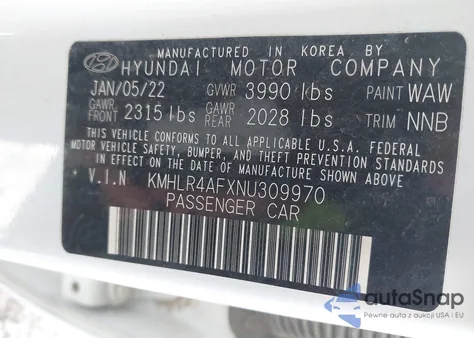 MANUFACTURED IN KOREA BY
HYUNDAI MOTOR COMPANY
JAN/05/22 GVWR 3990 lbs PAINT WAW
GAWR FRONT 2315 lbs GAWR REAR 2028 lbs TRIM NNB
THIS VEHICLE CONFORMS TO ALL APPLICABLE U.S.A. FEDERAL
MOTOR VEHICLE SAFETY, BUMPER, AND THEFT PREVENTION STANDARDS
IN EFFECT ON THE DATE OF MANUFACTURE SHOWN ABOVE.
V.I.N KMHLR4AFXNU309970
PASSENGER CAR
autoSnap
Pewne auta z aukcji USA i EU